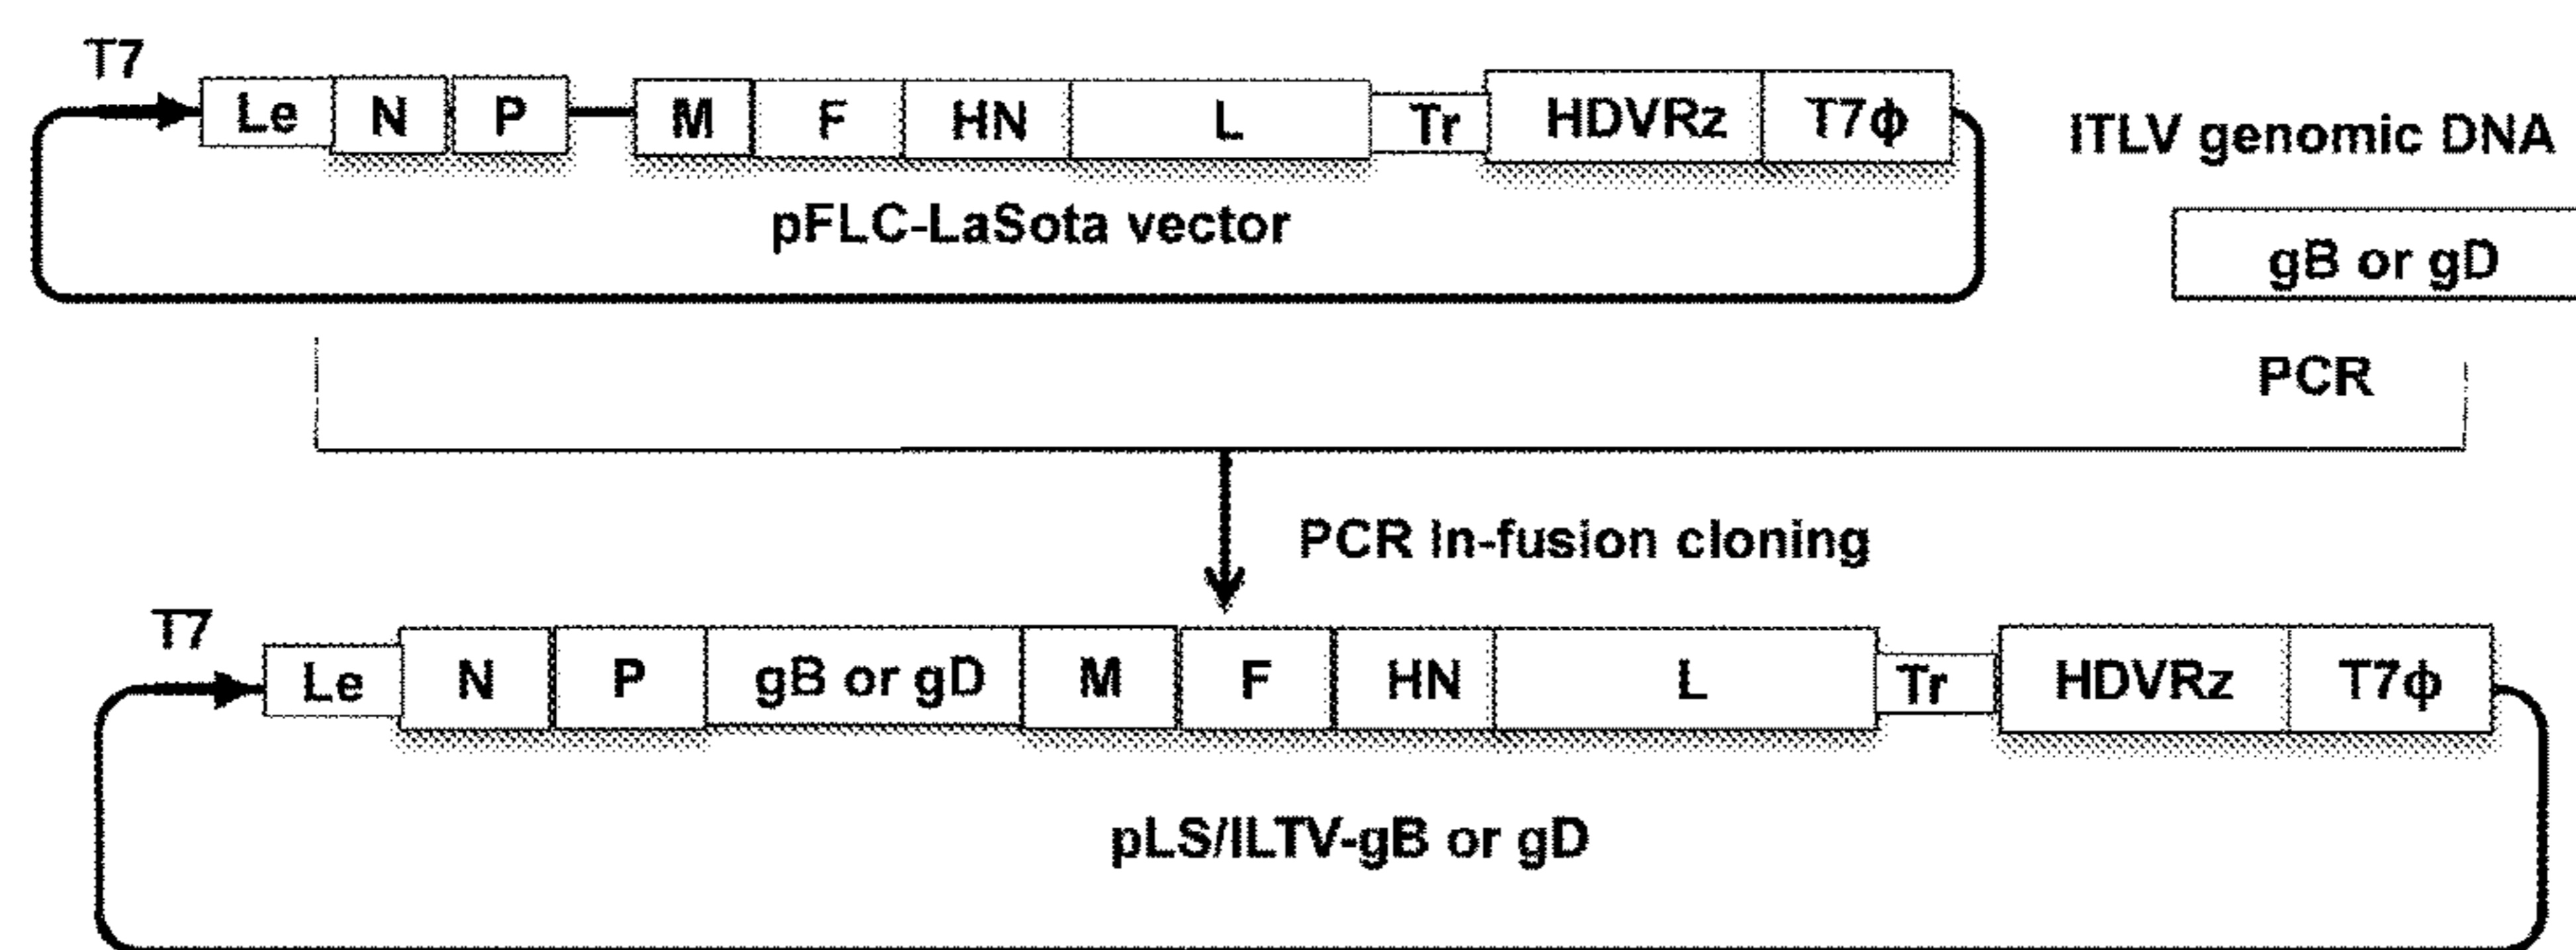 T7
Le N P M F HN L Tr HDVRz T7ϕ
ITLV genomic DNA
pFLC-LaSota vector
gB or gD
PCR
PCR In-fusion cloning
T7
Le N P gB or gD M F HN L Tr HDVRz T7ϕ
pLS/ILTV-gB or gD